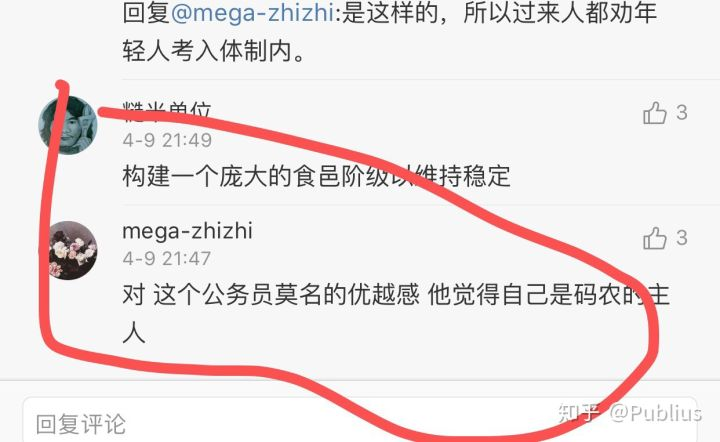 回复@mega-zhizhi:是这样的，所以过来人都劝年
轻人考入体制内。
糙米单位
3
4-9 21:49
构建一个庞大的食邑阶级以维持稳定
mega-zhizhi
3
4-9 21:47
对 这个公务员莫名的优越感 他觉得自己是码农的主
人
回复评论
知乎 @Publius